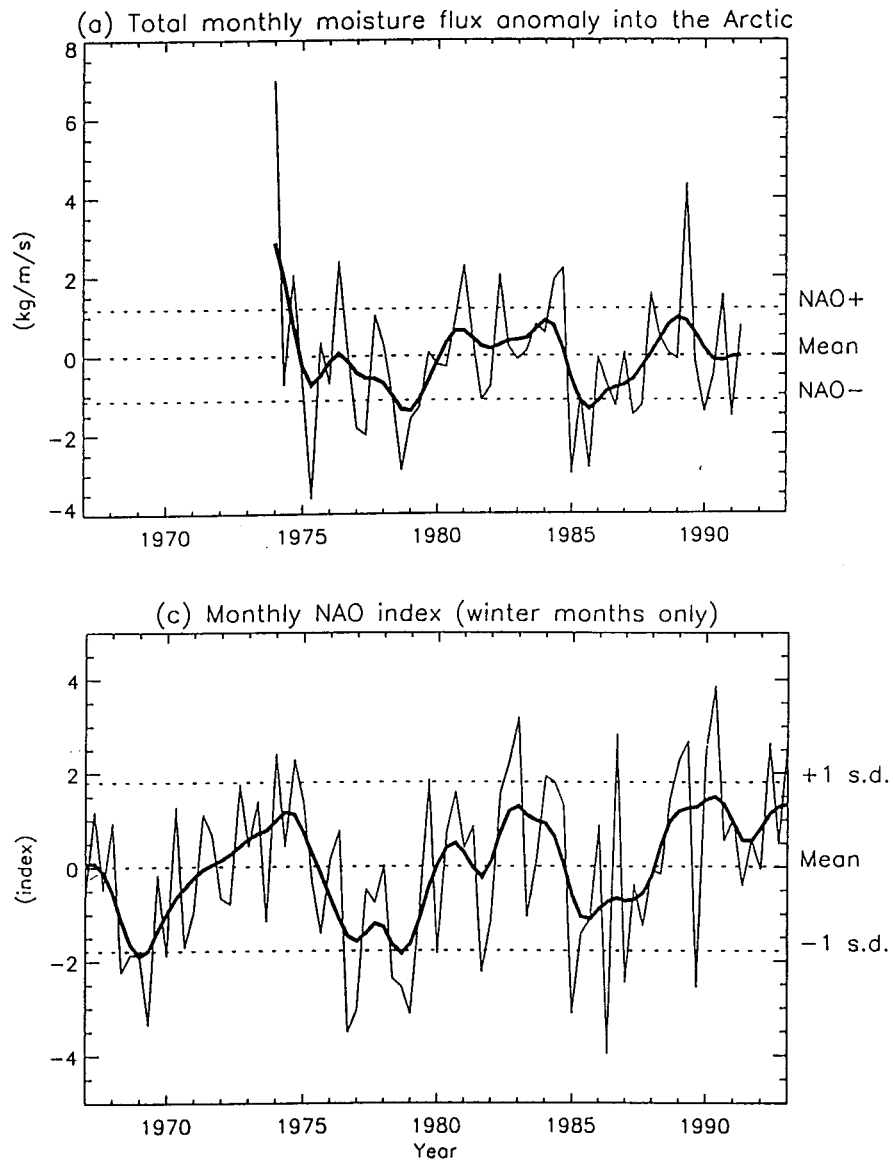 (a) Total monthly moisture flux anomaly into the Arctic
8
6
4
2
0
−2
−4
(kg/m/s)
NAO+
Mean
NAO−
1970
1975
1980
1985
1990
(c) Monthly NAO index (winter months only)
4
2
0
−2
−4
(index)
+1 s.d.
Mean
−1 s.d.
1970
1975
1980
1985
1990
Year